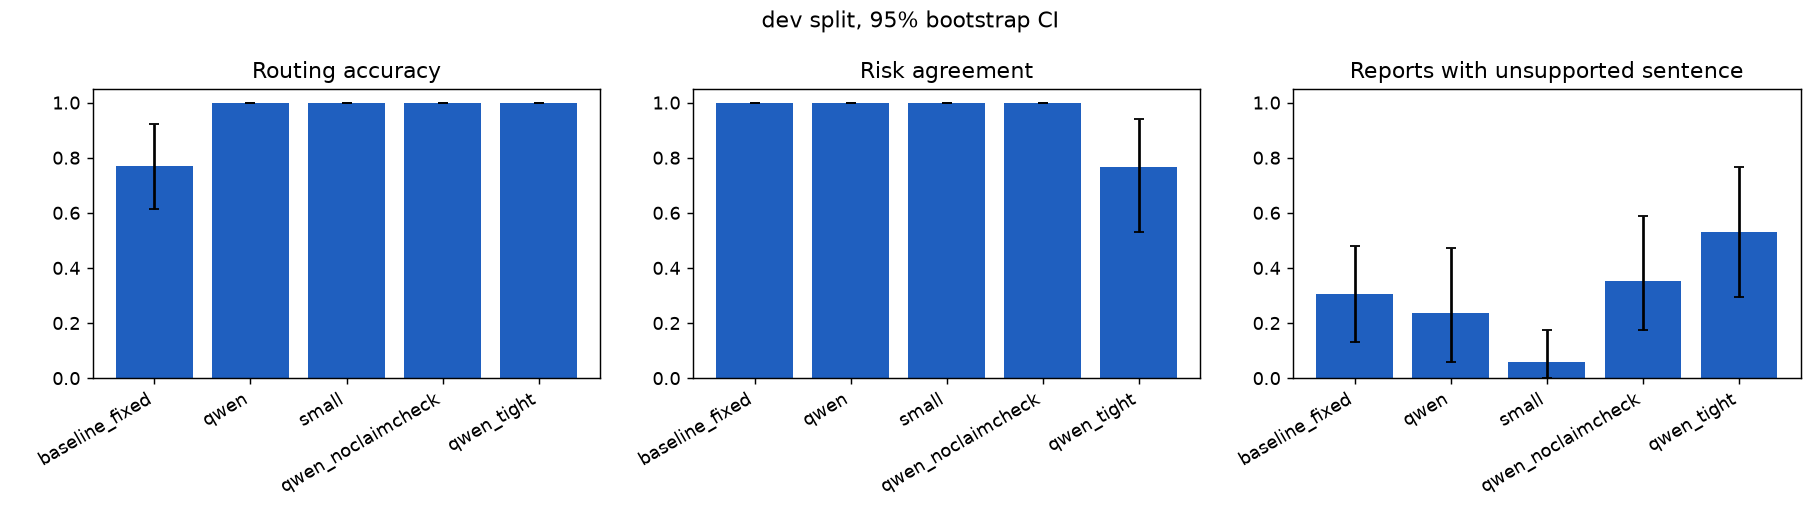 dev split, 95% bootstrap CI
Routing accuracy
1.0
0.8
0.6
0.4
0.2
0.0
baseline_fixed
qwen
small
qwen_noclaimcheck
qwen_tight
Risk agreement
1.0
0.8
0.6
0.4
0.2
0.0
baseline_fixed
qwen
small
qwen_noclaimcheck
qwen_tight
Reports with unsupported sentence
1.0
0.8
0.6
0.4
0.2
0.0
baseline_fixed
qwen
small
qwen_noclaimcheck
qwen_tight